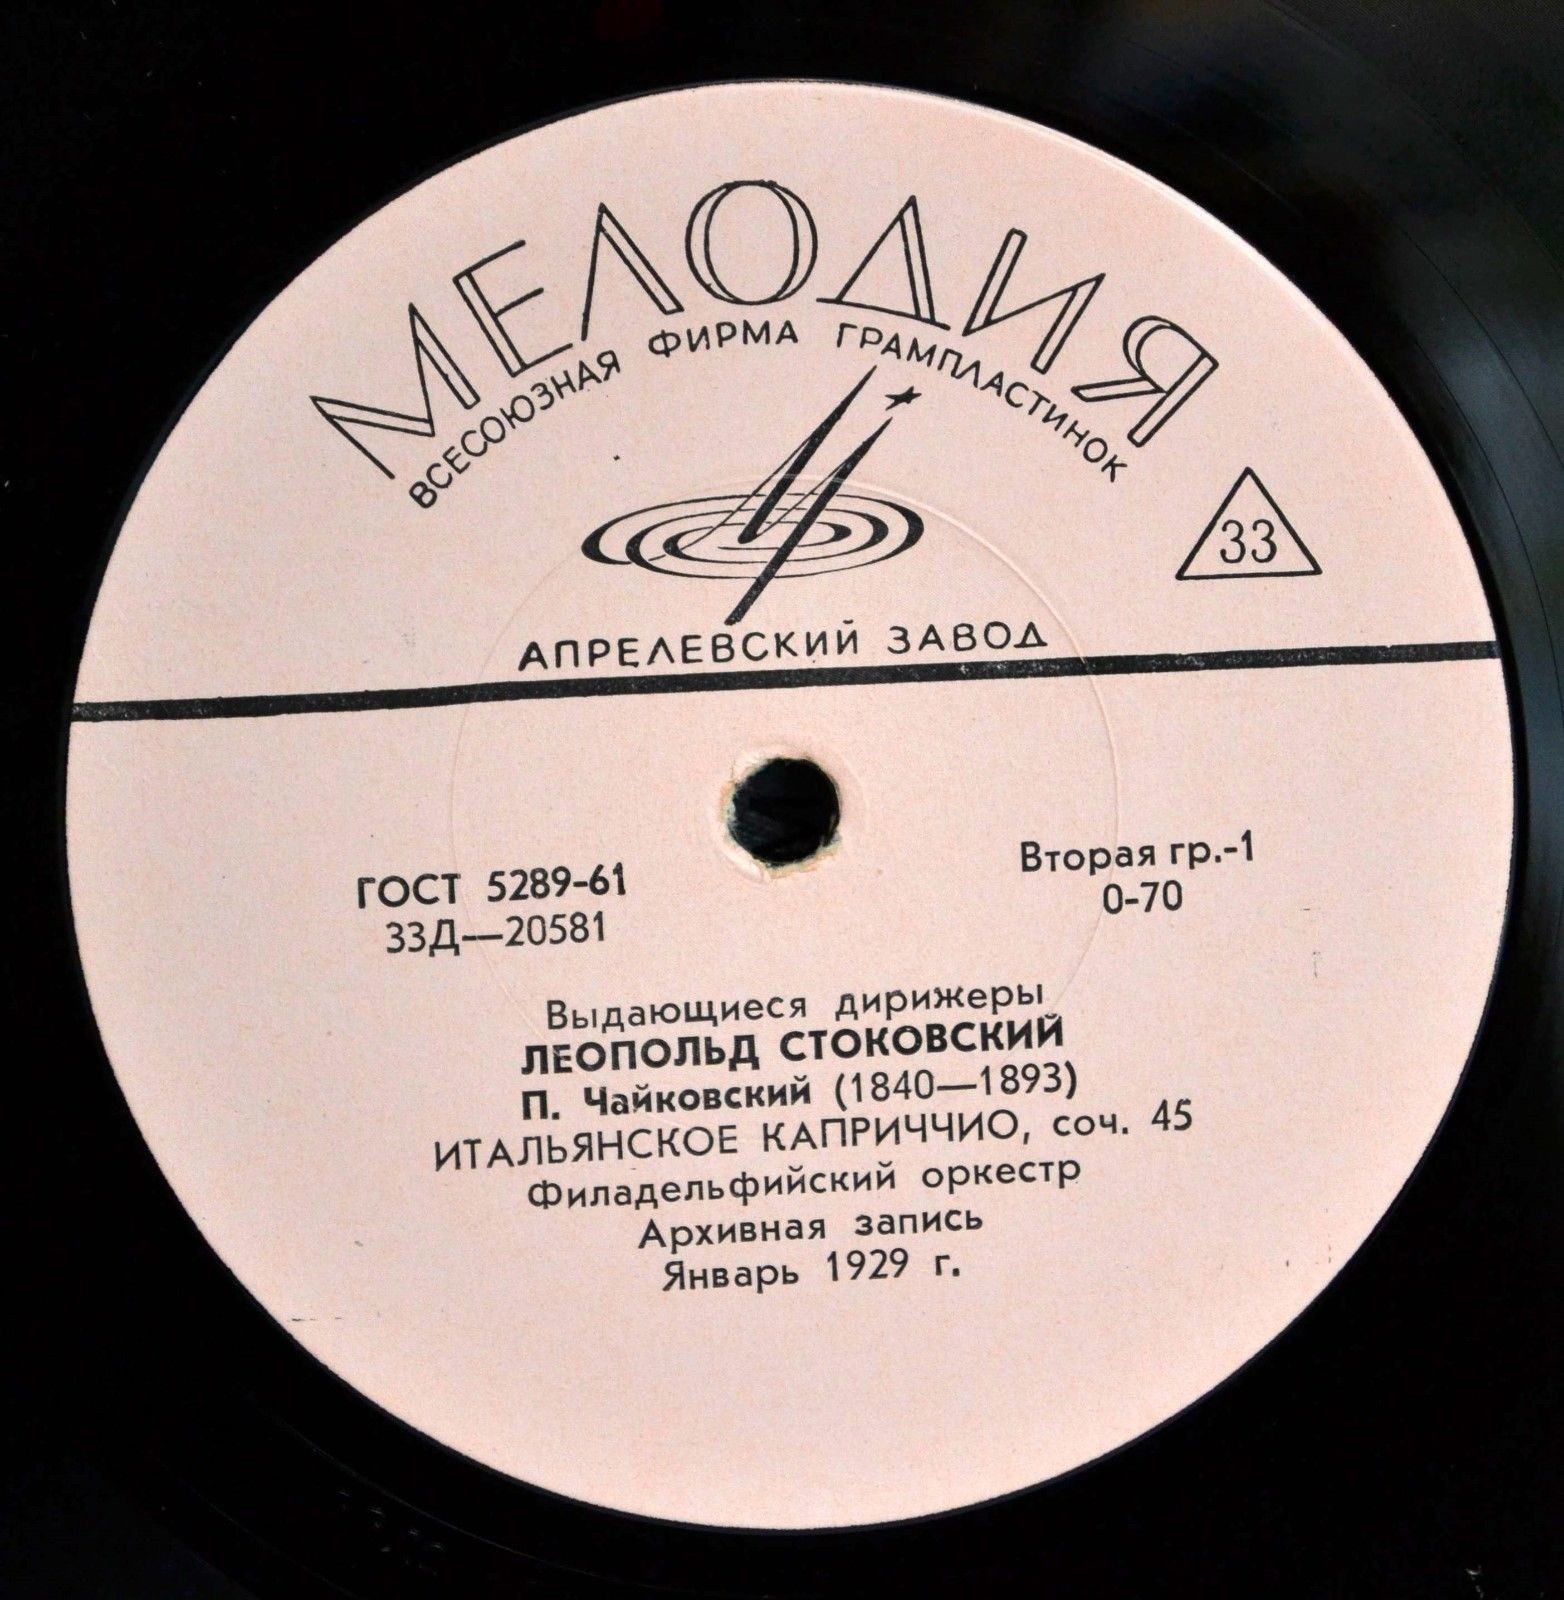 МЕЛОДИЯ
ВСЕСОЮЗНАЯ ФИРМА ГРАМПЛАСТИНОК
33
АПРЕЛЕВСКИЙ ЗАВОД
ГОСТ 5289-61
33Д—20581
Вторая гр.-1
0-70
Выдающиеся дирижеры
ЛЕОПОЛЬД СТОКОВСКИЙ
П. Чайковский (1840—1893)
ИТАЛЬЯНСКОЕ КАПРИЧЧИО, соч. 45
Филадельфийский оркестр
Архивная запись
Январь 1929 г.